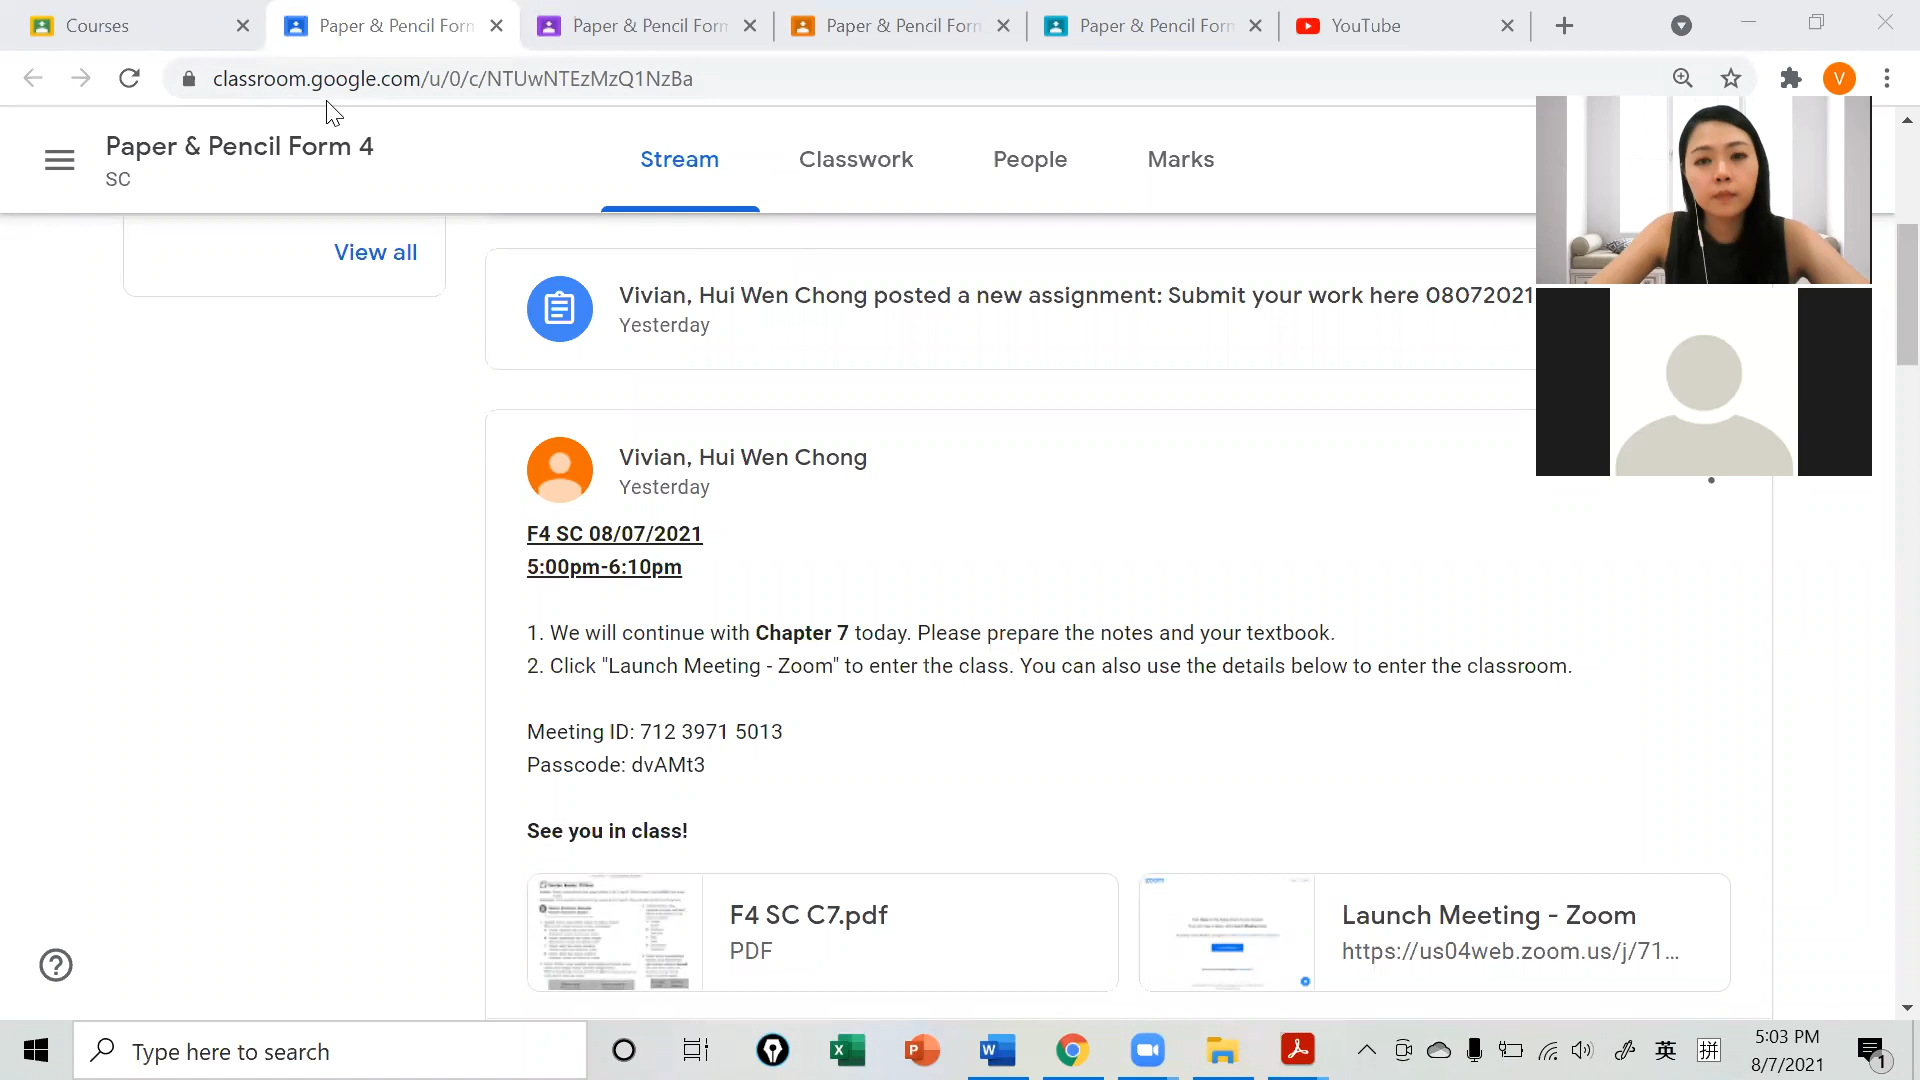 Courses
Paper & Pencil Form
Paper & Pencil Form
Paper & Pencil Form
Paper & Pencil Form
YouTube
classroom.google.com/u/0/c/NTUwNTEzMzQ1NzBa
V
Paper & Pencil Form 4
SC
Stream
Classwork
People
Marks
View all
Vivian, Hui Wen Chong posted a new assignment: Submit your work here 08072021
Yesterday
Vivian, Hui Wen Chong
Yesterday
F4 SC 08/07/2021
5:00pm-6:10pm
1. We will continue with Chapter 7 today. Please prepare the notes and your textbook.
2. Click "Launch Meeting - Zoom" to enter the class. You can also use the details below to enter the classroom.
Meeting ID: 712 3971 5013
Passcode: dvAMt3
See you in class!
F4 SC C7.pdf
PDF
Launch Meeting - Zoom
https://us04web.zoom.us/j/71...
Type here to search
英
拼
5:03 PM
8/7/2021
1